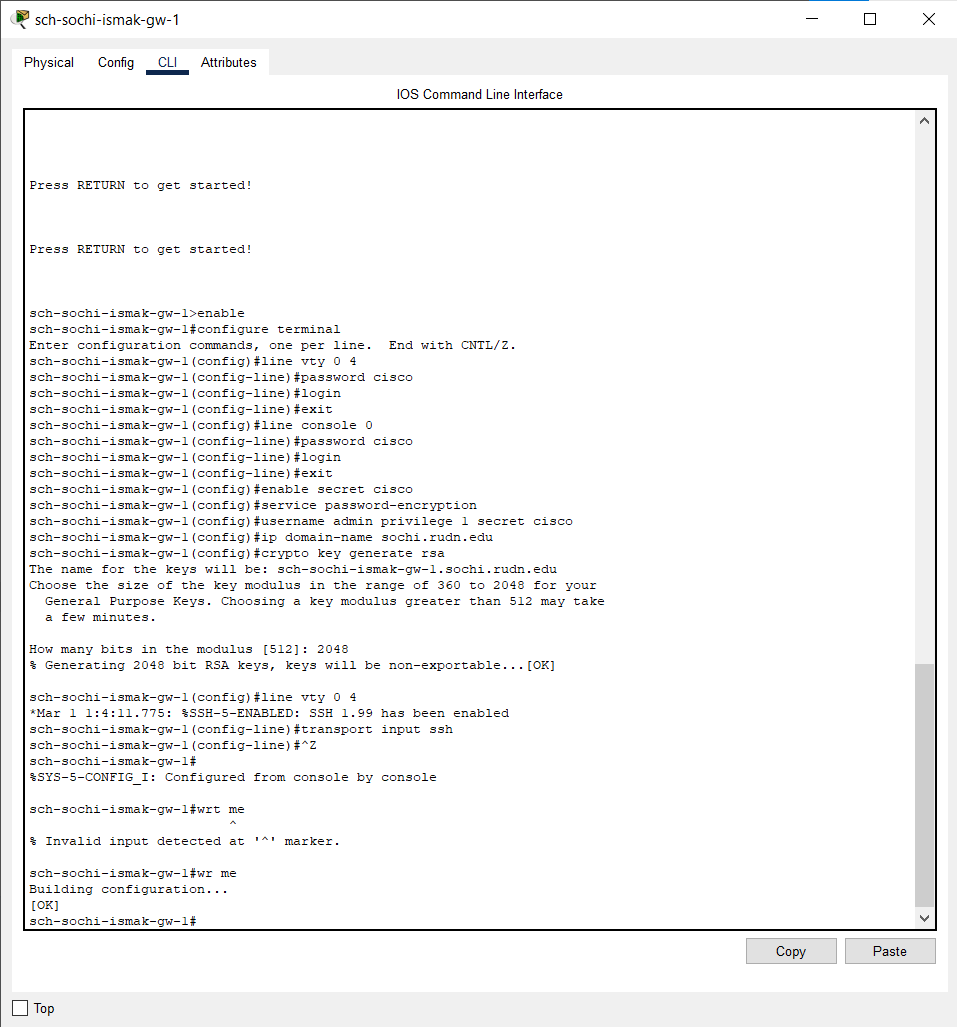 sch-sochi-ismak-gw-1
Physical Config CLI Attributes
IOS Command Line Interface
Press RETURN to get started!
Press RETURN to get started!
sch-sochi-ismak-gw-1>enable
sch-sochi-ismak-gw-1#configure terminal
Enter configuration commands, one per line.  End with CNTL/Z.
sch-sochi-ismak-gw-1(config)#line vty 0 4
sch-sochi-ismak-gw-1(config-line)#password cisco
sch-sochi-ismak-gw-1(config-line)#login
sch-sochi-ismak-gw-1(config-line)#exit
sch-sochi-ismak-gw-1(config)#line console 0
sch-sochi-ismak-gw-1(config-line)#password cisco
sch-sochi-ismak-gw-1(config-line)#login
sch-sochi-ismak-gw-1(config-line)#exit
sch-sochi-ismak-gw-1(config)#enable secret cisco
sch-sochi-ismak-gw-1(config)#service password-encryption
sch-sochi-ismak-gw-1(config)#username admin privilege 1 secret cisco
sch-sochi-ismak-gw-1(config)#ip domain-name sochi.rudn.edu
sch-sochi-ismak-gw-1(config)#crypto key generate rsa
The name for the keys will be: sch-sochi-ismak-gw-1.sochi.rudn.edu
Choose the size of the key modulus in the range of 360 to 2048 for your
  General Purpose Keys. Choosing a key modulus greater than 512 may take
  a few minutes.
How many bits in the modulus [512]: 2048
% Generating 2048 bit RSA keys, keys will be non-exportable...[OK]
sch-sochi-ismak-gw-1(config)#line vty 0 4
*Mar 1 1:4:11.775: %SSH-5-ENABLED: SSH 1.99 has been enabled
sch-sochi-ismak-gw-1(config-line)#transport input ssh
sch-sochi-ismak-gw-1(config-line)#^Z
sch-sochi-ismak-gw-1#
%SYS-5-CONFIG_I: Configured from console by console
sch-sochi-ismak-gw-1#wrt me
^
% Invalid input detected at '^' marker.
sch-sochi-ismak-gw-1#wr me
Building configuration...
[OK]
sch-sochi-ismak-gw-1#
Copy Paste
Top